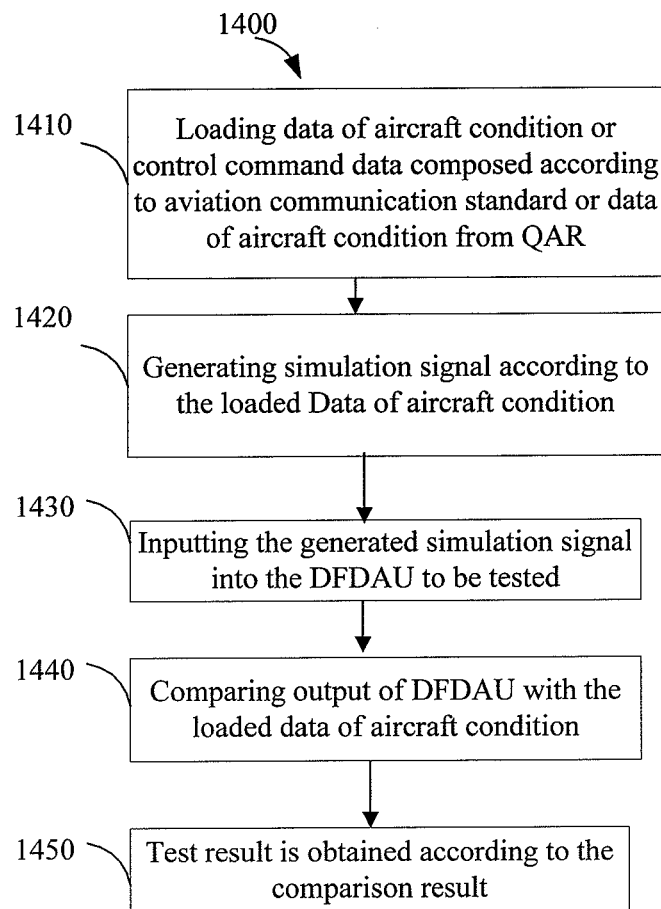 1400
1410
Loading data of aircraft condition or
control command data composed according
to aviation communication standard or data
of aircraft condition from QAR
1420
Generating simulation signal according to
the loaded Data of aircraft condition
1430
Inputting the generated simulation signal
into the DFDAU to be tested
1440
Comparing output of DFDAU with the
loaded data of aircraft condition
1450
Test result is obtained according to the
comparison result